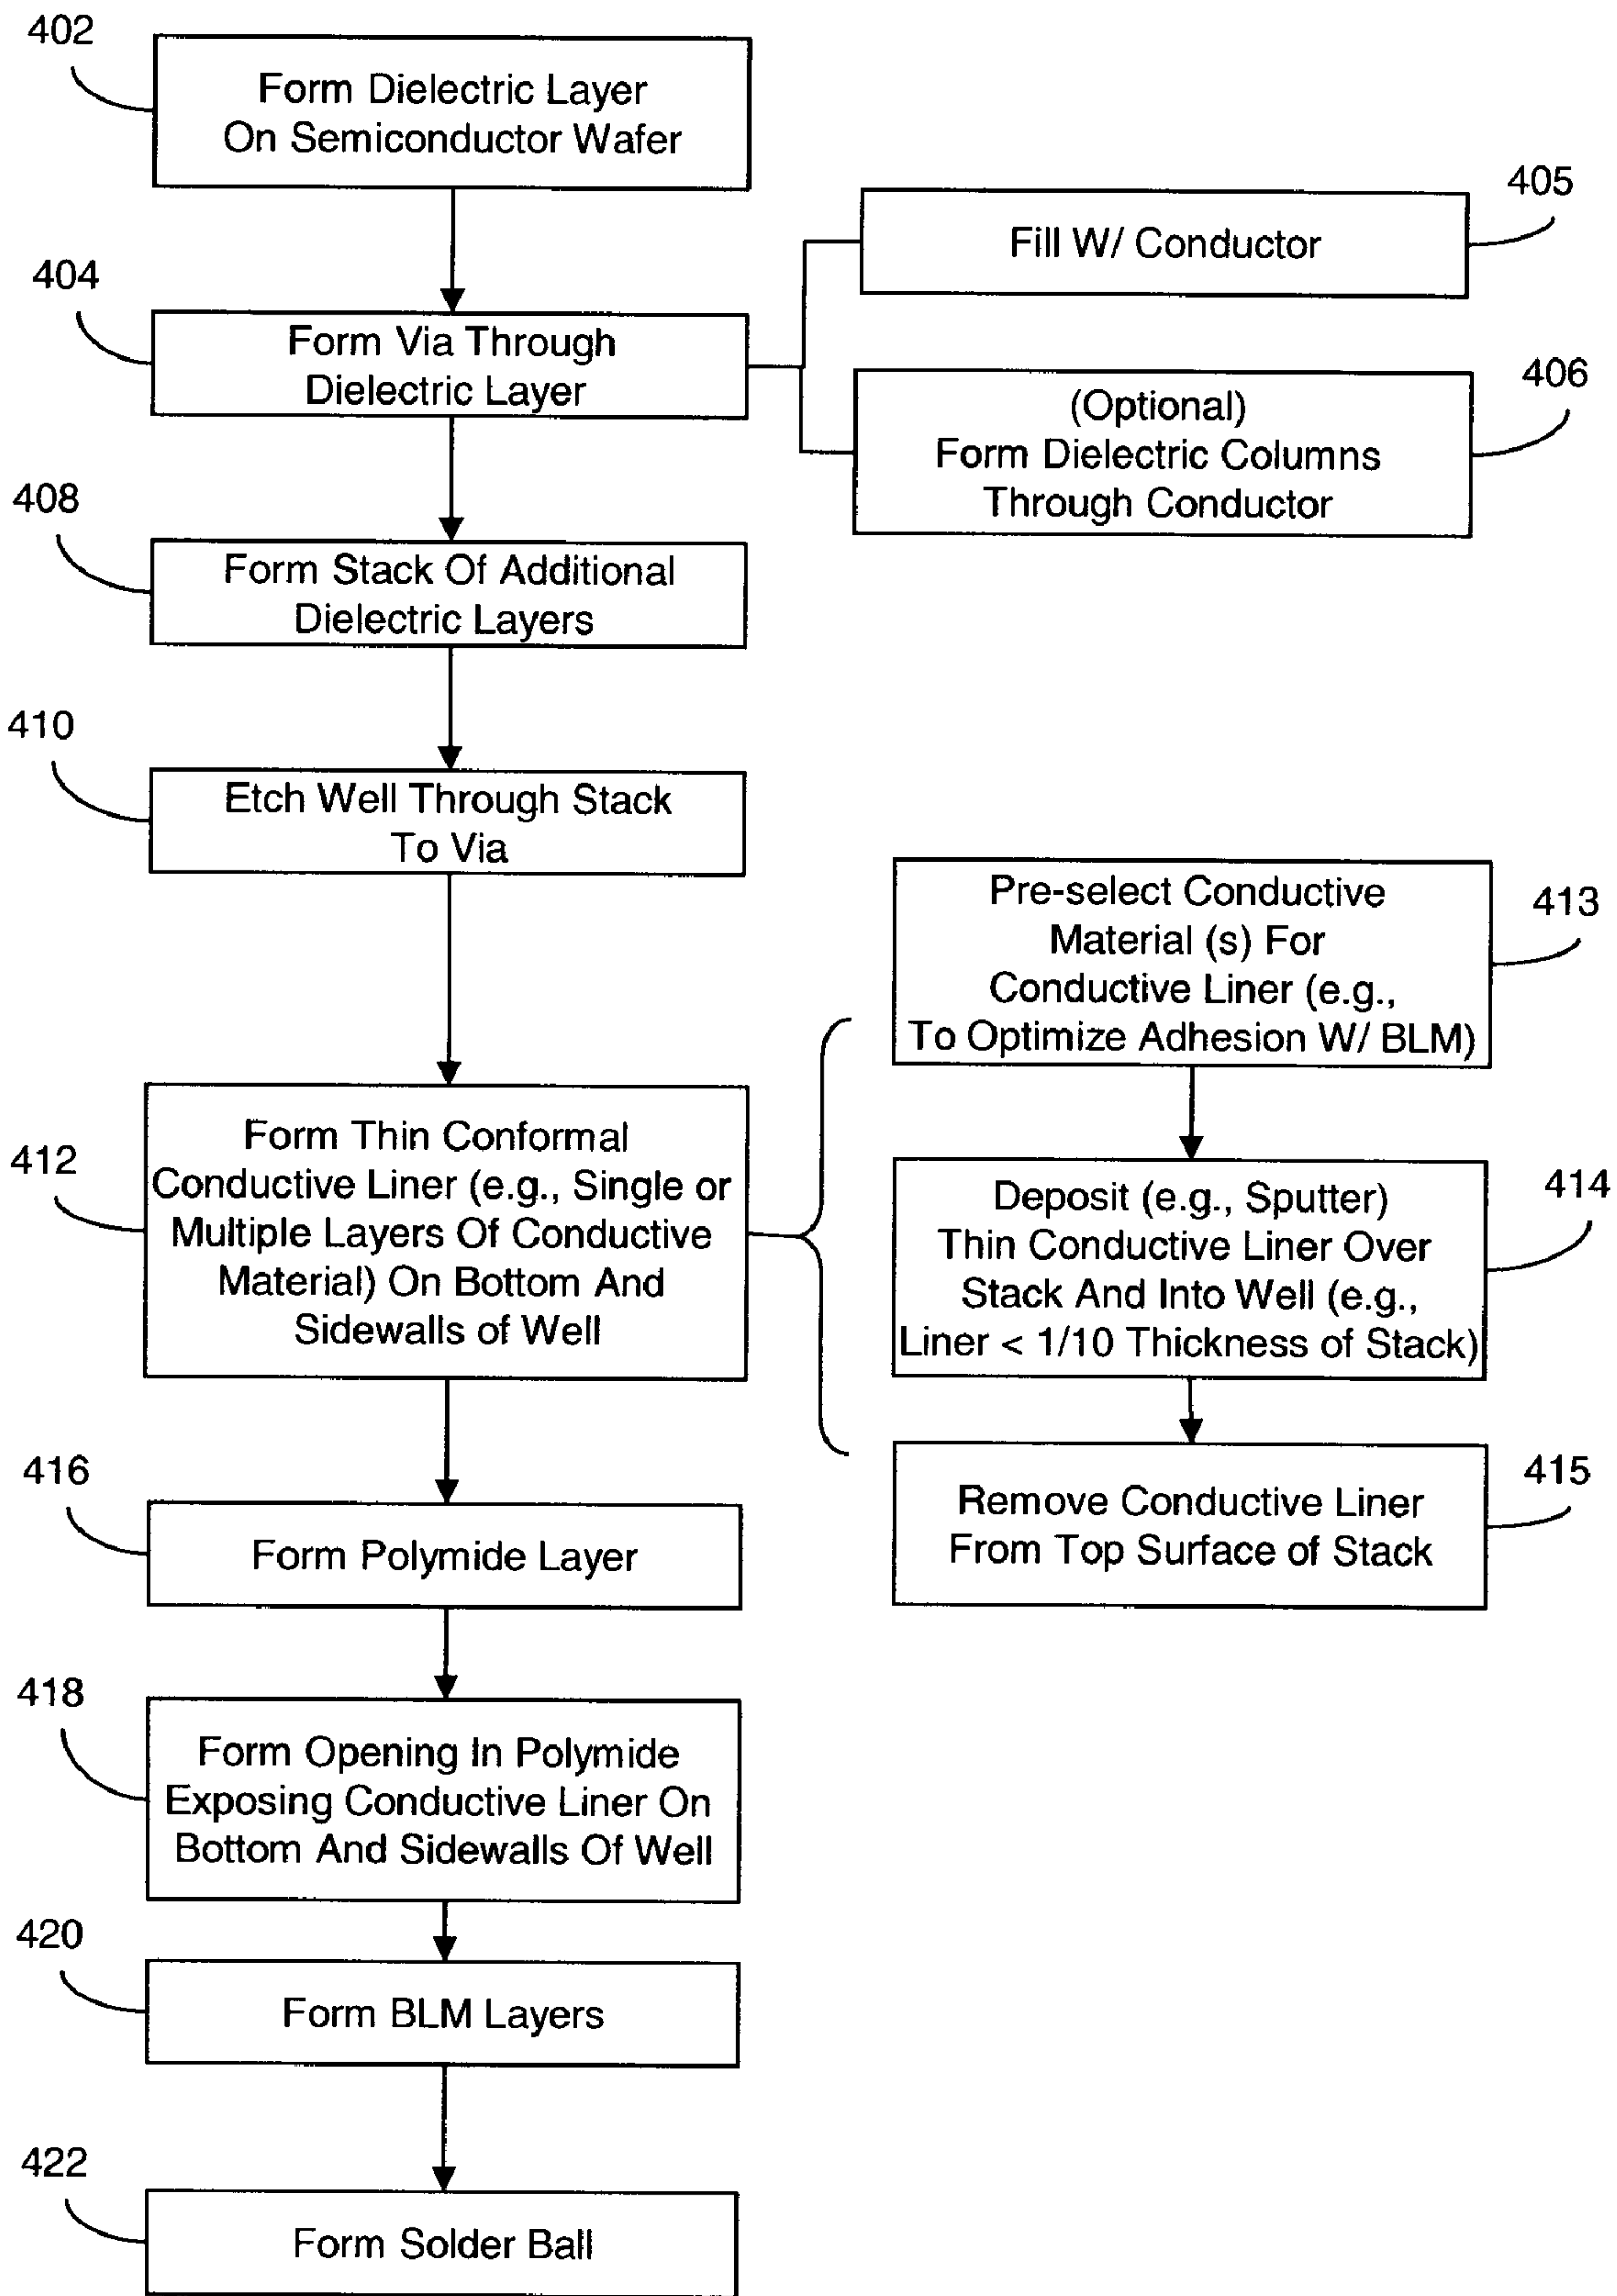 402
Form Dielectric Layer
On Semiconductor Wafer
405
Fill W/ Conductor
404
Form Via Through
Dielectric Layer
406
(Optional)
Form Dielectric Columns
Through Conductor
408
Form Stack Of Additional
Dielectric Layers
410
Etch Well Through Stack
To Via
413
Pre-select Conductive
Material (s) For
Conductive Liner (e.g.,
To Optimize Adhesion W/ BLM)
412
Form Thin Conformal
Conductive Liner (e.g., Single or
Multiple Layers Of Conductive
Material) On Bottom And
Sidewalls of Well
414
Deposit (e.g., Sputter)
Thin Conductive Liner Over
Stack And Into Well (e.g.,
Liner < 1/10 Thickness of Stack)
415
Remove Conductive Liner
From Top Surface of Stack
416
Form Polymide Layer
418
Form Opening In Polymide
Exposing Conductive Liner On
Bottom And Sidewalls Of Well
420
Form BLM Layers
422
Form Solder Ball